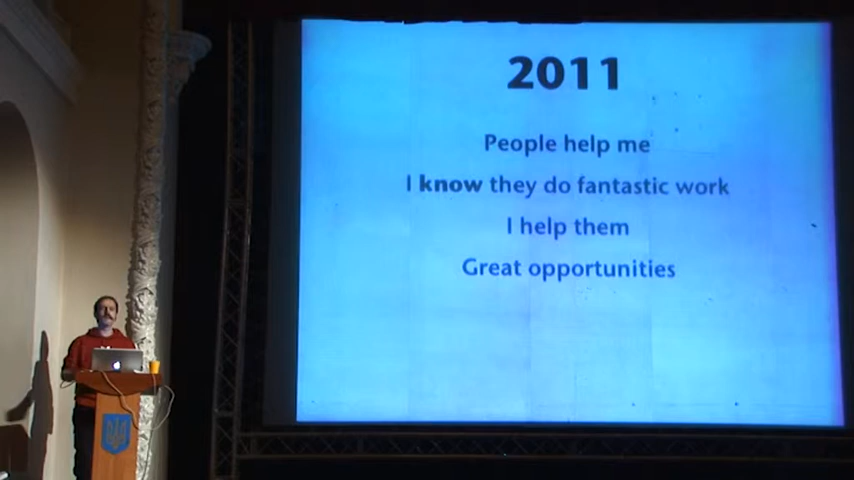 2011
People help me
I know they do fantastic work
I help them
Great opportunities